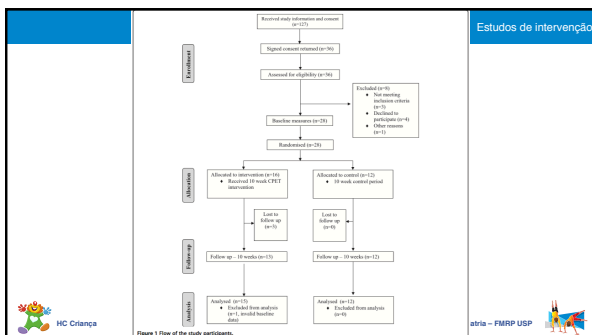 Estudos de intervenção
Received study information and consent
(n=127)
Signed consent returned (n=36)
Enrollment
Assessed for eligibility (n=36)
Excluded (n=8)
♦ Not meeting
inclusion criteria
(n=3)
♦ Declined to
participate (n=4)
♦ Other reasons
(n=1)
Baseline measures (n=28)
Randomised (n=28)
Allocation
Allocated to intervention (n=16)
♦ Received 10 week CPET
intervention
Allocated to control (n=12)
♦ 10 week control period
Lost to
follow up
(n=3)
Lost to
follow up
(n=0)
Follow-up
Follow up – 10 weeks (n=13)
Follow up – 10 weeks (n=12)
Analysis
Analysed (n=13)
♦ Excluded from analysis
(n=1, invalid baseline
data)
Analysed (n=12)
♦ Excluded from analysis
(n=0)
Figure 1 Flow of the study participants.
HC Criança
atria – FMRP USP